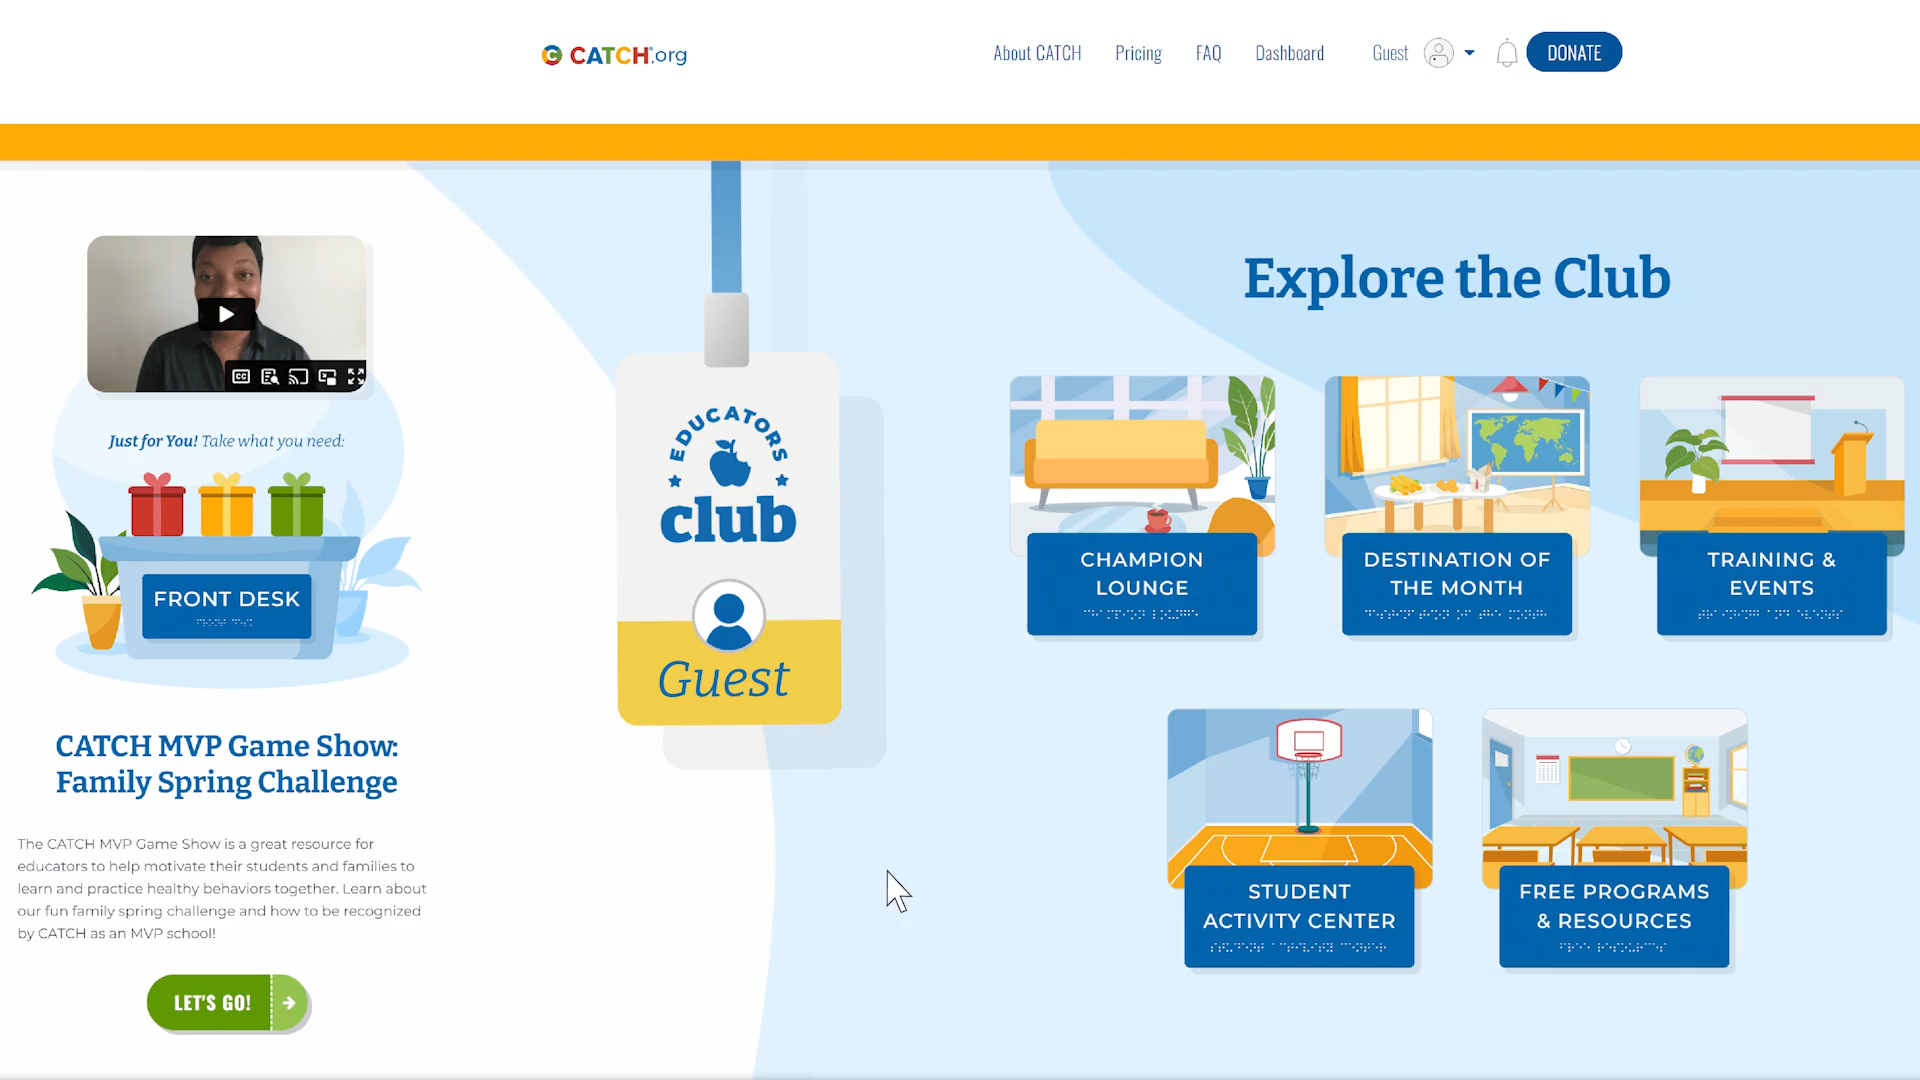 CATCH.org
About CATCH Pricing FAQ Dashboard Guest DONATE
CC
Just for You! Take what you need:
FRONT DESK
CATCH MVP Game Show:
Family Spring Challenge
The CATCH MVP Game Show is a great resource for
educators to help motivate their students and families to
learn and practice healthy behaviors together. Learn about
our fun family spring challenge and how to be recognized
by CATCH as an MVP school!
LET'S GO!
EDUCATORS
club
Guest
Explore the Club
CHAMPION
LOUNGE
DESTINATION OF
THE MONTH
TRAINING &
EVENTS
STUDENT
ACTIVITY CENTER
FREE PROGRAMS
& RESOURCES